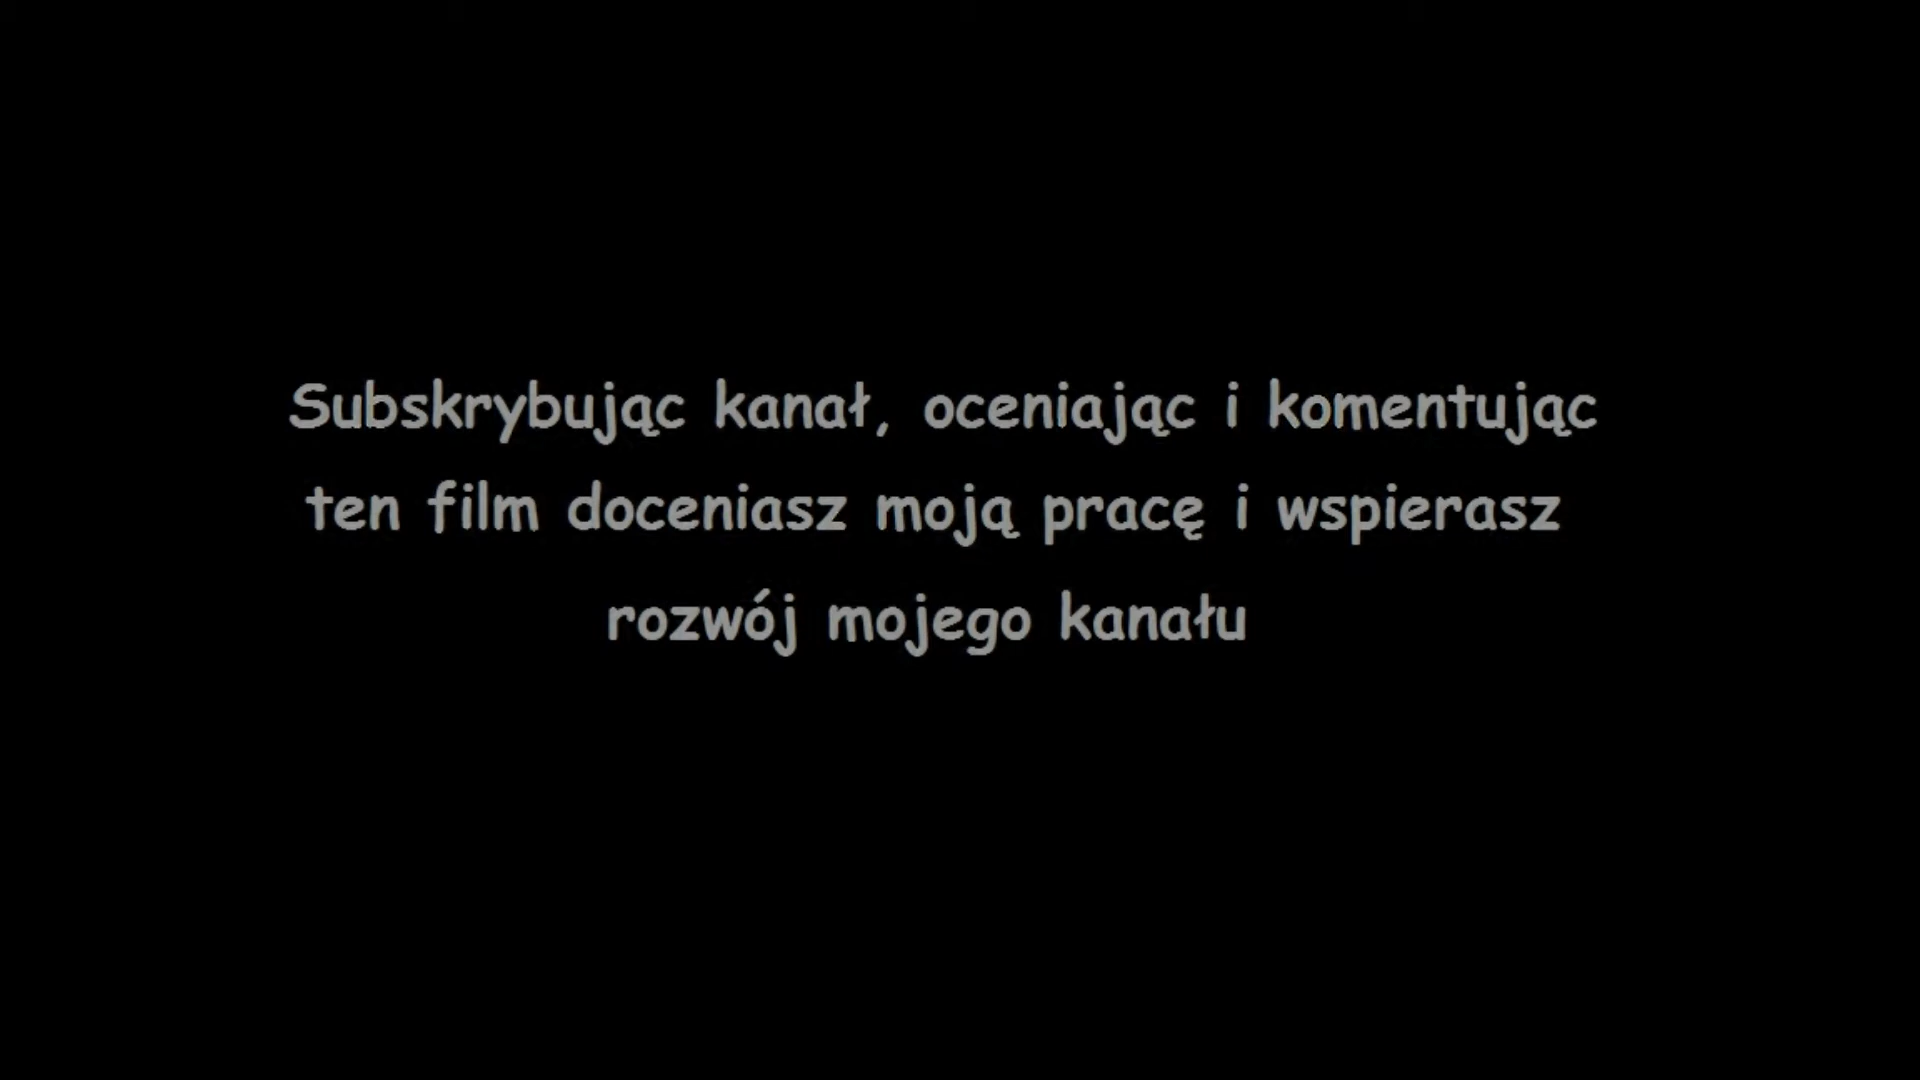 Subskrybując kanał, oceniając i komentując
ten film doceniasz moją pracę i wspierasz
rozwój mojego kanału